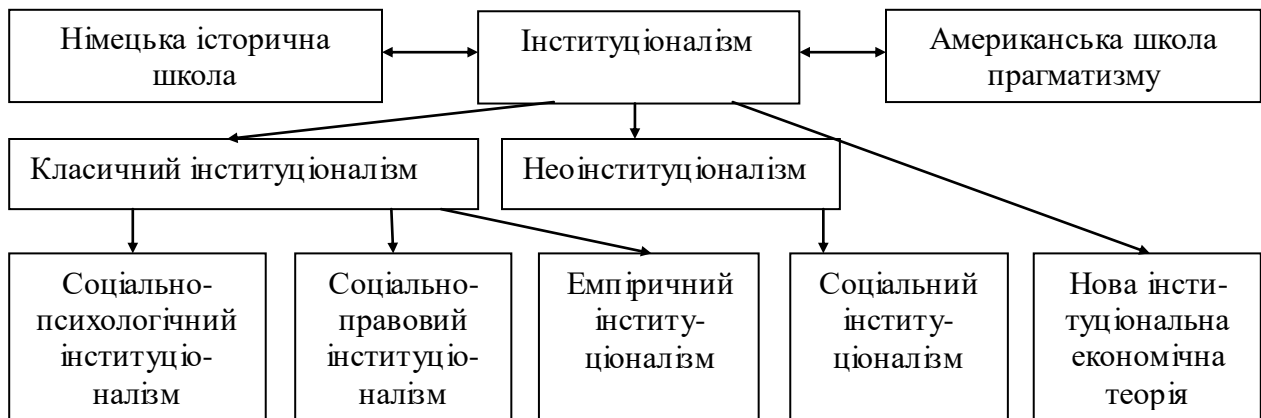 Німецька історична
школа
Інституціоналізм
Американська школа
прагматизму
Класичний інституціоналізм
Неоінституціоналізм
Соціально-
психологічний
інституціо-
налізм
Соціально-
правовий
інституціо-
налізм
Емпіричний
інститу-
ціоналізм
Соціальний
інститу-
ціоналізм
Нова інсти-
туціональна
економічна
теорія